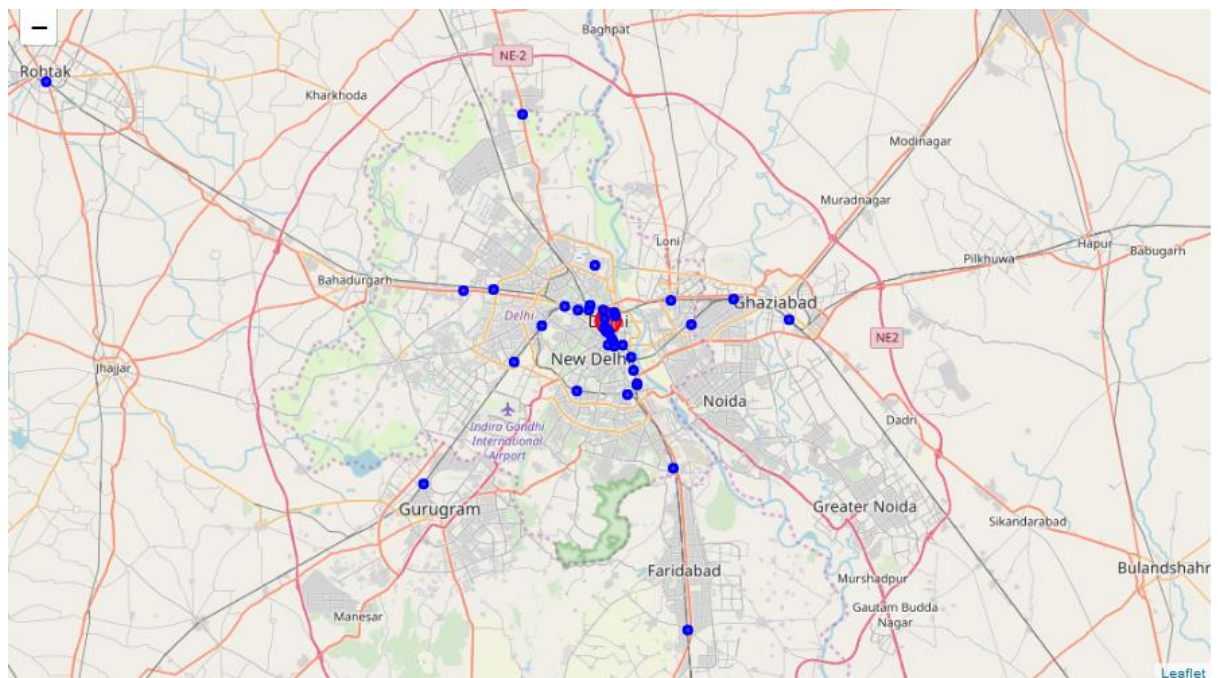 −
Baghpat
NE-2
Rohtak
Kharkhoda
Modinagar
Muradnagar
Loni
Hapur
Babugarh
Pilkhuwa
Bahadurgarh
Ghaziabad
Delhi
New Delhi
NE2
Jhajjar
Noida
Indira Gandhi
International
Airport
Dadri
Gurugram
Greater Noida
Sikandarabad
Faridabad
Bulandshahr
Murshadpur
Manesar
Gautam Budda
Nagar
Leaflet